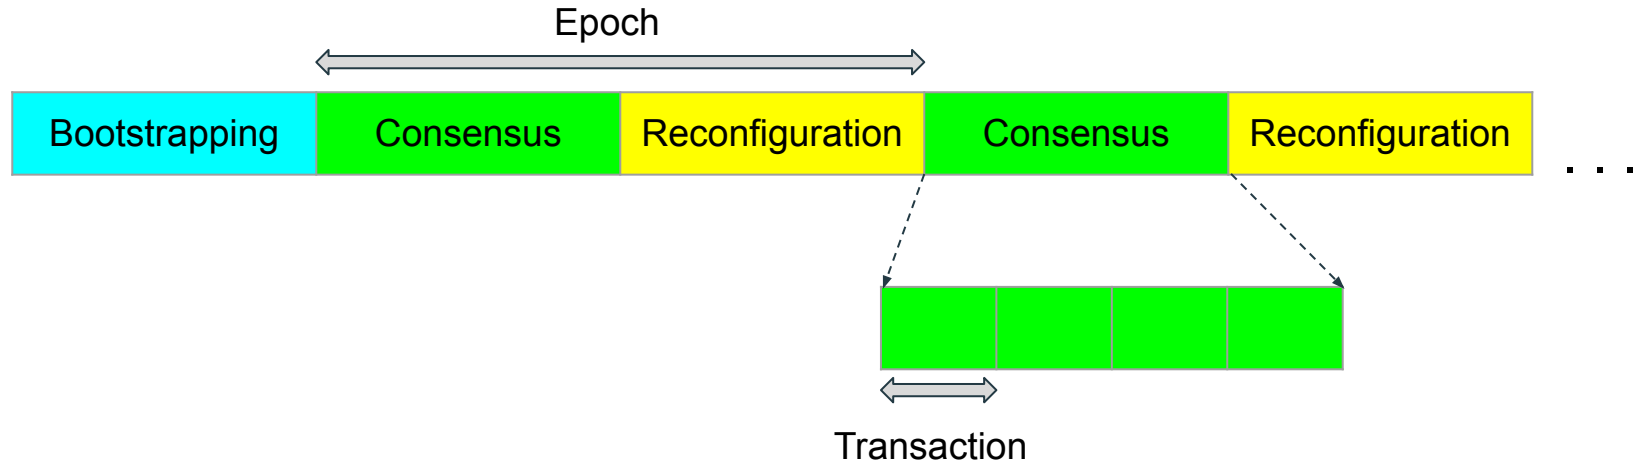 Epoch
Bootstrapping Consensus Reconfiguration Consensus Reconfiguration . . .
Transaction